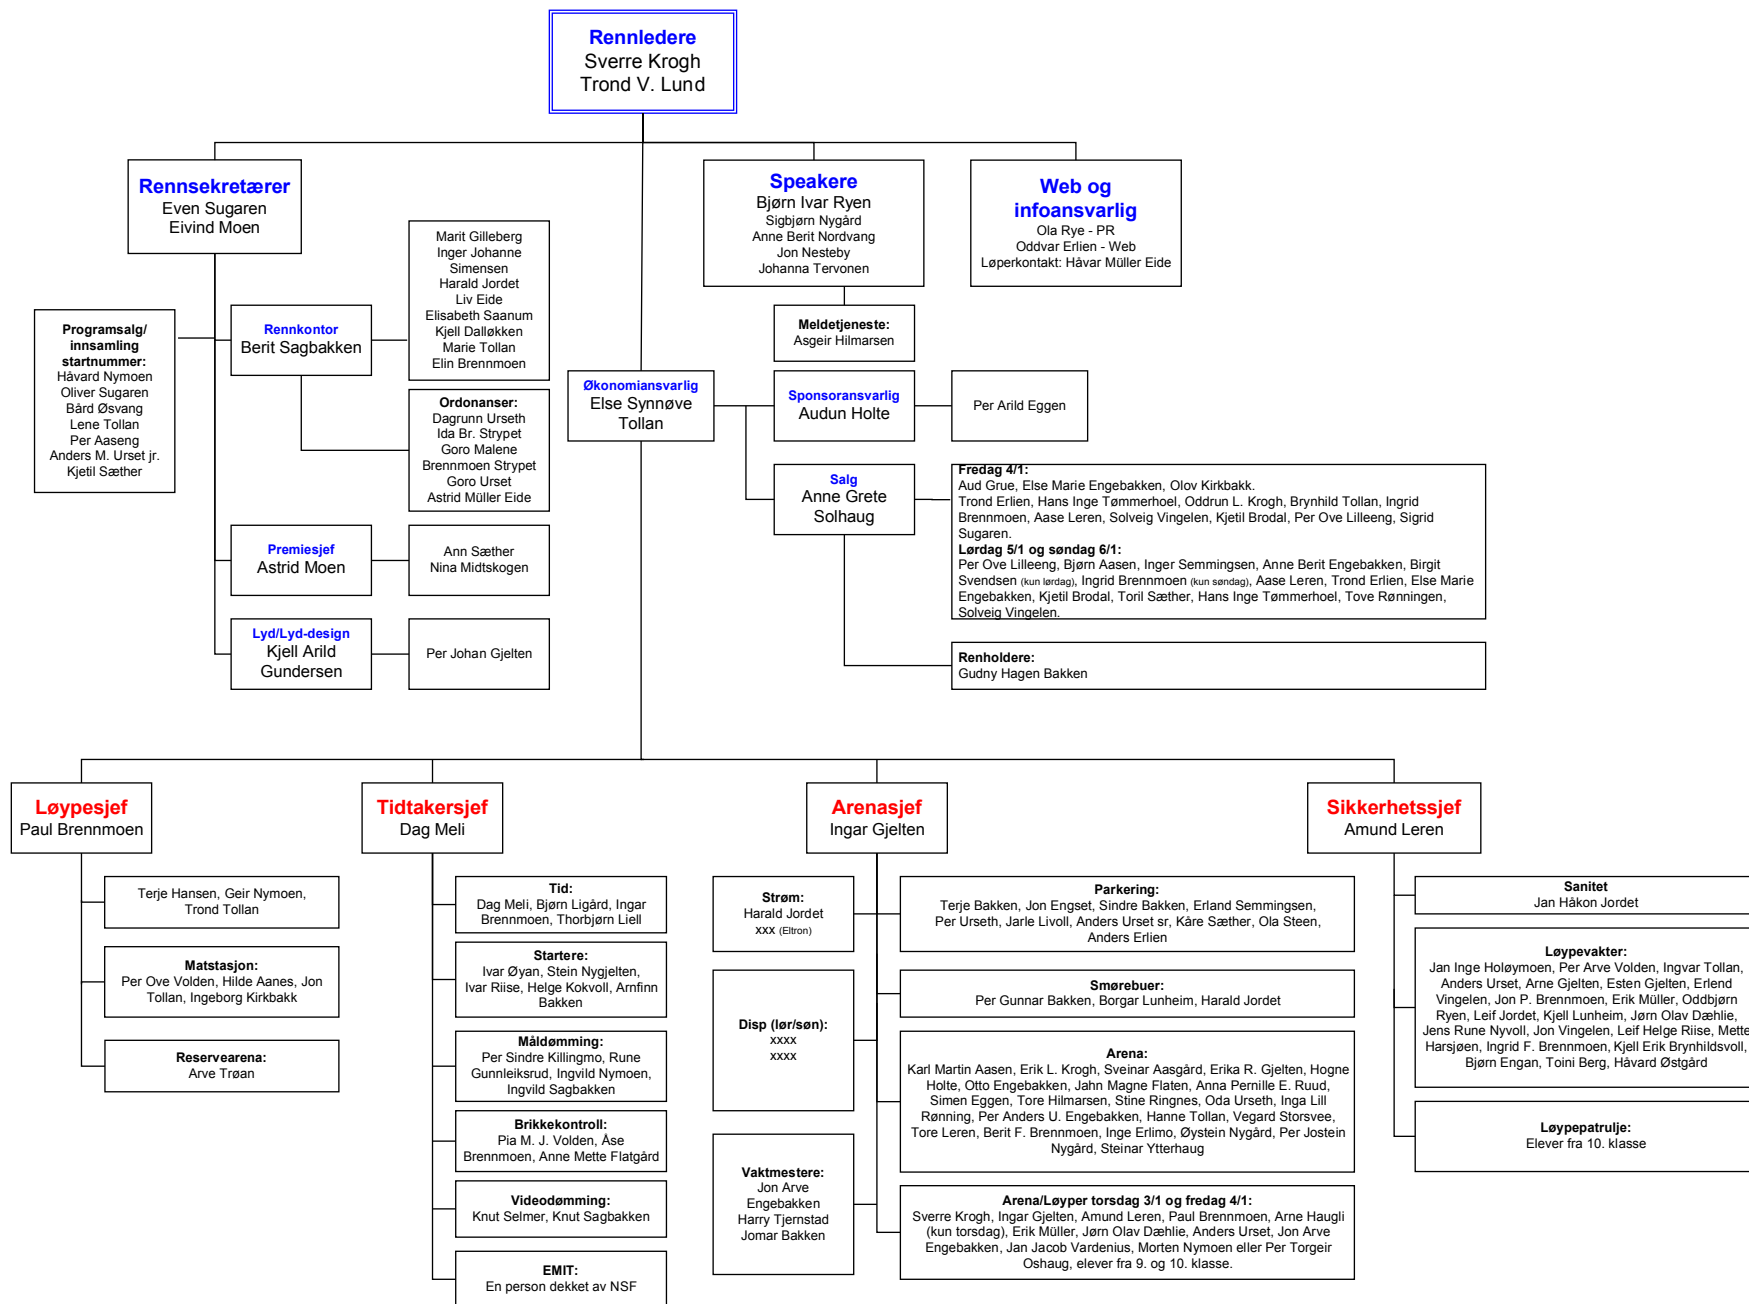 Rennledere
Sverre Krogh
Trond V. Lund
Rennsekretærer
Even Sugaren
Eivind Moen
Speakere
Bjørn Ivar Ryen
Sigbjørn Nygård
Anne Berit Nordvang
Jon Nesteby
Johanna Tervonen
Web og
infoansvarlig
Ola Rye - PR
Oddvar Erlien - Web
Løperkontakt: Håvar Müller Eide
Programsalg/
innsamling
startnummer:
Håvard Nymoen
Oliver Sugaren
Bård Øsvang
Lene Tollan
Per Aaseng
Anders M. Urset jr.
Kjetil Sæther
Rennkontor
Berit Sagbakken
Marit Gilleberg
Inger Johanne
Simensen
Harald Jordet
Liv Eide
Elisabeth Saanum
Kjell Dalløkken
Marie Tollan
Elin Brennmoen
Ordonanser:
Dagrunn Urseth
Ida Br. Strypet
Goro Malene
Brennmoen Strypet
Goro Urset
Astrid Müller Eide
Premiesjef
Astrid Moen
Ann Sæther
Nina Midtskogen
Lyd/Lyd-design
Kjell Arild
Gundersen
Per Johan Gjelten
Meldetjeneste:
Asgeir Hilmarsen
Økonomiansvarlig
Else Synnøve
Tollan
Sponsoransvarlig
Audun Holte
Per Arild Eggen
Salg
Anne Grete
Solhaug
Fredag 4/1:
Aud Grue, Else Marie Engebakken, Olov Kirkbakk.
Trond Erlien, Hans Inge Tømmerhoel, Oddrun L. Krogh, Brynhild Tollan, Ingrid
Brennmoen, Aase Leren, Solveig Vingelen, Kjetil Brodal, Per Ove Lilleeng, Sigrid
Sugaren.
Lørdag 5/1 og søndag 6/1:
Per Ove Lilleeng, Bjørn Aasen, Inger Semmingsen, Anne Berit Engebakken, Birgit
Svendsen (kun lørdag), Ingrid Brennmoen (kun søndag), Aase Leren, Trond Erlien, Else Marie
Engebakken, Kjetil Brodal, Toril Sæther, Hans Inge Tømmerhoel, Tove Rønningen,
Solveig Vingelen.
Renholdere:
Gudny Hagen Bakken
Løypesjef
Paul Brennmoen
Terje Hansen, Geir Nymoen,
Trond Tollan
Matstasjon:
Per Ove Volden, Hilde Aanes, Jon
Tollan, Ingeborg Kirkbakk
Reservearena:
Arve Trøan
Tidtakersjef
Dag Meli
Tid:
Dag Meli, Bjørn Ligård, Ingar
Brennmoen, Thorbjørn Liell
Startere:
Ivar Øyan, Stein Nygjelten,
Ivar Riise, Helge Kokvoll, Arnfinn
Bakken
Måldømming:
Per Sindre Killingmo, Rune
Gunnleiksrud, Ingvild Nymoen,
Ingvild Sagbakken
Brikkekontroll:
Pia M. J. Volden, Åse
Brennmoen, Anne Mette Flatgård
Videodømming:
Knut Selmer, Knut Sagbakken
EMIT:
En person dekket av NSF
Arenasjef
Ingar Gjelten
Strøm:
Harald Jordet
xxx (Eltron)
Disp (lør/søn):
xxxx
xxxx
Vaktmestere:
Jon Arve
Engebakken
Harry Tjernstad
Jomar Bakken
Parkering:
Terje Bakken, Jon Engset, Sindre Bakken, Erland Semmingsen,
Per Urseth, Jarle Livoll, Anders Urset sr, Kåre Sæther, Ola Steen,
Anders Erlien
Smørebuer:
Per Gunnar Bakken, Borgar Lunheim, Harald Jordet
Arena:
Karl Martin Aasen, Erik L. Krogh, Sveinar Aasgård, Erika R. Gjelten, Hogne
Holte, Otto Engebakken, Jahn Magne Flaten, Anna Pernille E. Ruud,
Simen Eggen, Tore Hilmarsen, Stine Ringnes, Oda Urseth, Inga Lill
Rønning, Per Anders U. Engebakken, Hanne Tollan, Vegard Storsvee,
Tore Leren, Berit F. Brennmoen, Inge Erlimo, Øystein Nygård, Per Jostein
Nygård, Steinar Ytterhaug
Arena/Løyper torsdag 3/1 og fredag 4/1:
Sverre Krogh, Ingar Gjelten, Amund Leren, Paul Brennmoen, Arne Haugli
(kun torsdag), Erik Müller, Jørn Olav Dæhlie, Anders Urset, Jon Arve
Engebakken, Jan Jacob Vardenius, Morten Nymoen eller Per Torgeir
Oshaug, elever fra 9. og 10. klasse.
Sikkerhetssjef
Amund Leren
Sanitet
Jan Håkon Jordet
Løypevakter:
Jan Inge Holøymoen, Per Arve Volden, Ingvar Tollan,
Anders Urset, Arne Gjelten, Esten Gjelten, Erlend
Vingelen, Jon P. Brennmoen, Erik Müller, Oddbjørn
Ryen, Leif Jordet, Kjell Lunheim, Jørn Olav Dæhlie,
Jens Rune Nyvoll, Jon Vingelen, Leif Helge Riise, Mette
Harsjøen, Ingrid F. Brennmoen, Kjell Erik Brynhildsvoll,
Bjørn Engan, Toini Berg, Håvard Østgård
Løypepatrulje:
Elever fra 10. klasse